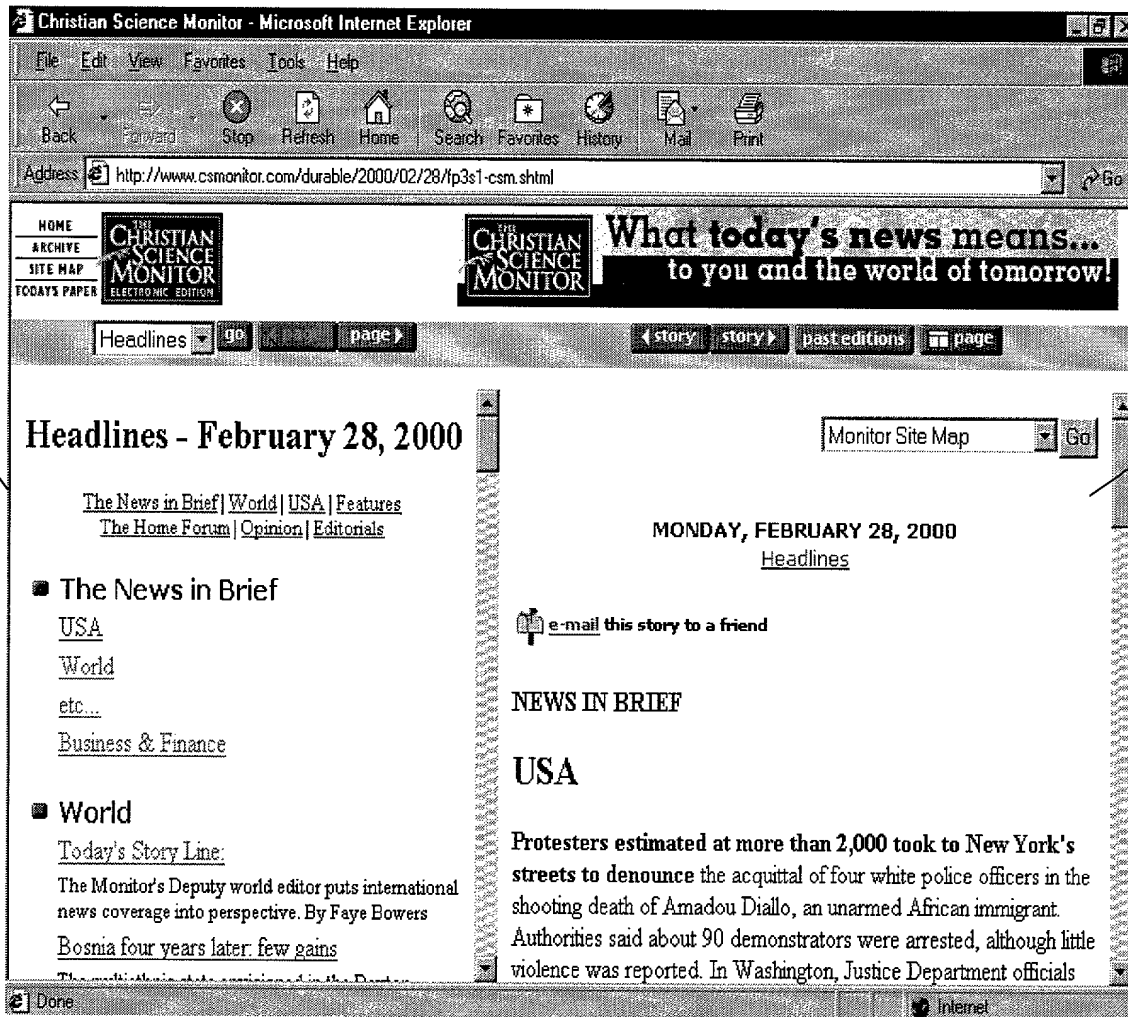 Christian Science Monitor - Microsoft Internet Explorer
File Edit View Favorites Tools Help
Back Forward Stop Refresh Home Search Favorites History Mail Print
Address http://www.csmonitor.com/durable/2000/02/28/fp3s1-csm.shtml Go
HOME
ARCHIVE
SITE MAP
TODAY'S PAPER
THE
CHRISTIAN
SCIENCE
MONITOR
ELECTRONIC EDITION
THE
CHRISTIAN
SCIENCE
MONITOR
What today's news means...
to you and the world of tomorrow!
Headlines go page
story story past editions page
Headlines - February 28, 2000
The News in Brief | World | USA | Features
The Home Forum | Opinion | Editorials
The News in Brief
USA
World
etc...
Business & Finance
World
Today's Story Line:
The Monitor's Deputy world editor puts international
news coverage into perspective. By Faye Bowers
Bosnia four years later: few gains
Monitor Site Map Go
MONDAY, FEBRUARY 28, 2000
Headlines
e-mail this story to a friend
NEWS IN BRIEF
USA
Protesters estimated at more than 2,000 took to New York's
streets to denounce the acquittal of four white police officers in the
shooting death of Amadou Diallo, an unarmed African immigrant.
Authorities said about 90 demonstrators were arrested, although little
violence was reported. In Washington, Justice Department officials
Done Internet